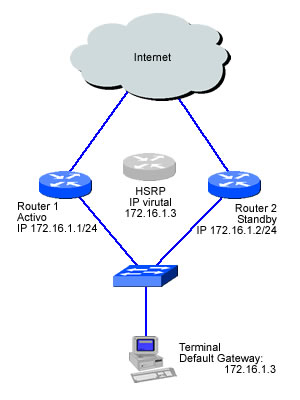 Internet
HSRP
IP virutal
172.16.1.3
Router 1
Activo
IP 172.16.1.1/24
Router 2
Standby
IP 172.16.1.2/24
Terminal
Default Gateway:
172.16.1.3